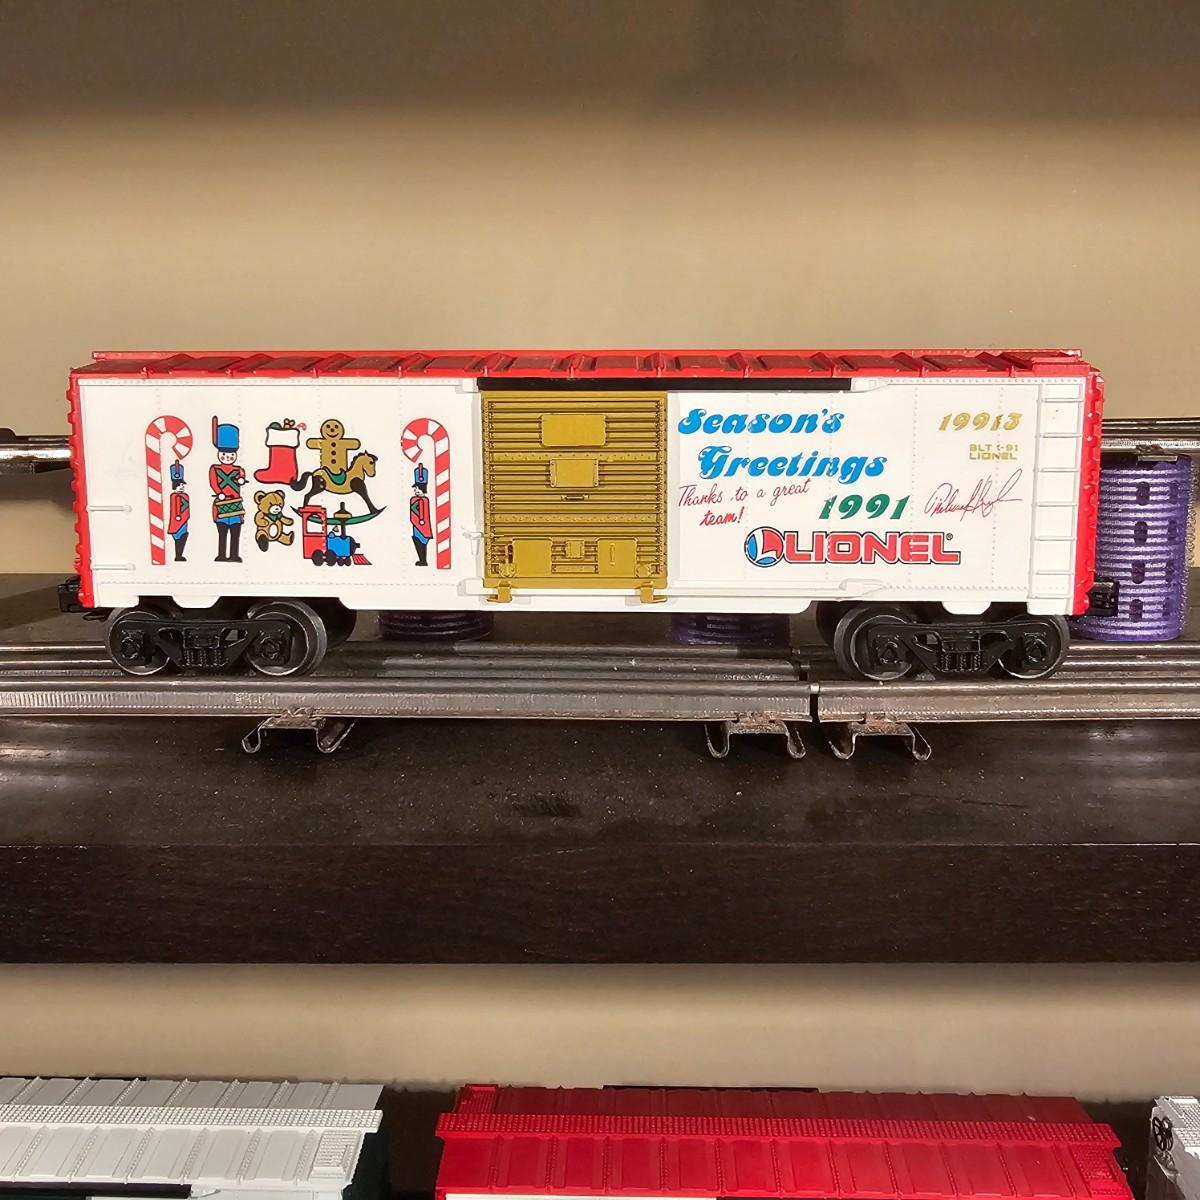 Season's
Greetings
Thanks to a great
team!
1991
LIONEL
19913
BLT 1-91
LIONEL